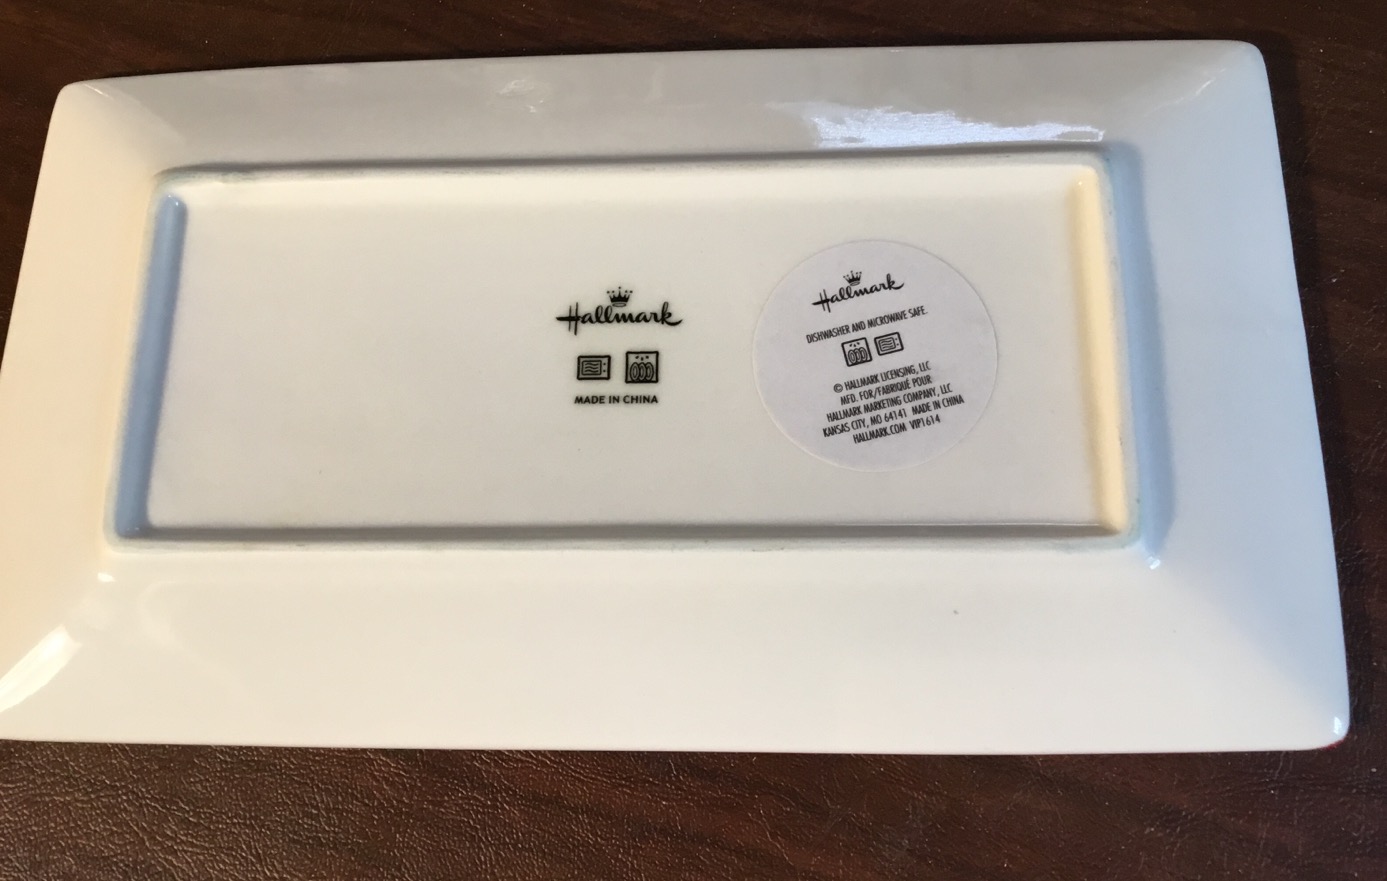 Hallmark
MADE IN CHINA
Hallmark
DISHWASHER AND MICROWAVE SAFE.
© HALLMARK LICENSING, LLC
MFD. FOR/FABRIQUÉ POUR
HALLMARK MARKETING COMPANY, LLC
KANSAS CITY, MO 64141 MADE IN CHINA
HALLMARK.COM VIP1614